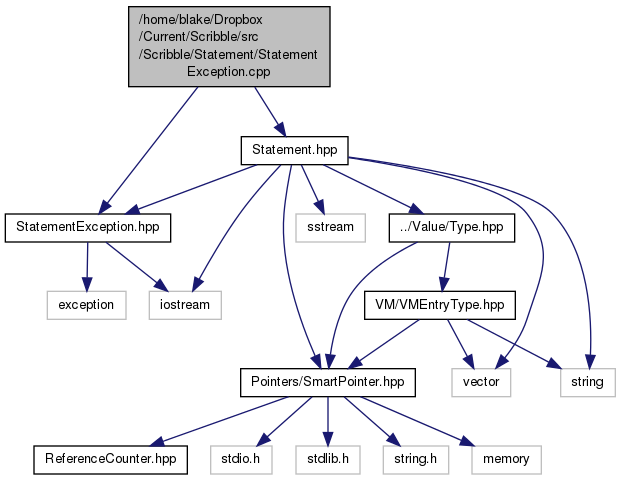 /home/blake/Dropbox
/Current/Scribble/src
/Scribble/Statement/Statement
Exception.cpp
Statement.hpp
StatementException.hpp
sstream
../Value/Type.hpp
exception
iostream
VM/VMEntryType.hpp
Pointers/SmartPointer.hpp
vector
string
ReferenceCounter.hpp
stdio.h
stdlib.h
string.h
memory